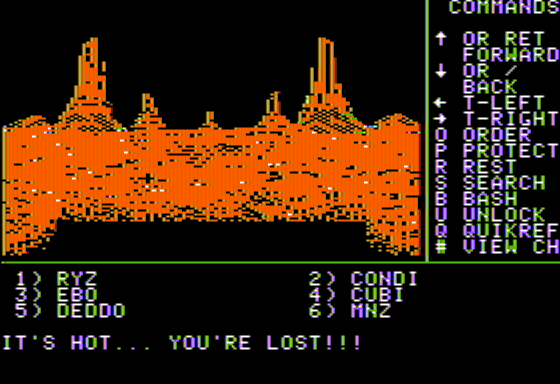 COMMANDS
↑ OR RET
FORWARD
↓ OR /
BACK
← T-LEFT
→ T-RIGHT
O ORDER
P PROTECT
R REST
S SEARCH
B BASH
U UNLOCK
Q QUIKREF
# VIEW CH
1) RYZ 2) CONDI
3) EBO 4) CUBI
5) DEDDO 6) MNZ
IT'S HOT... YOU'RE LOST!!!